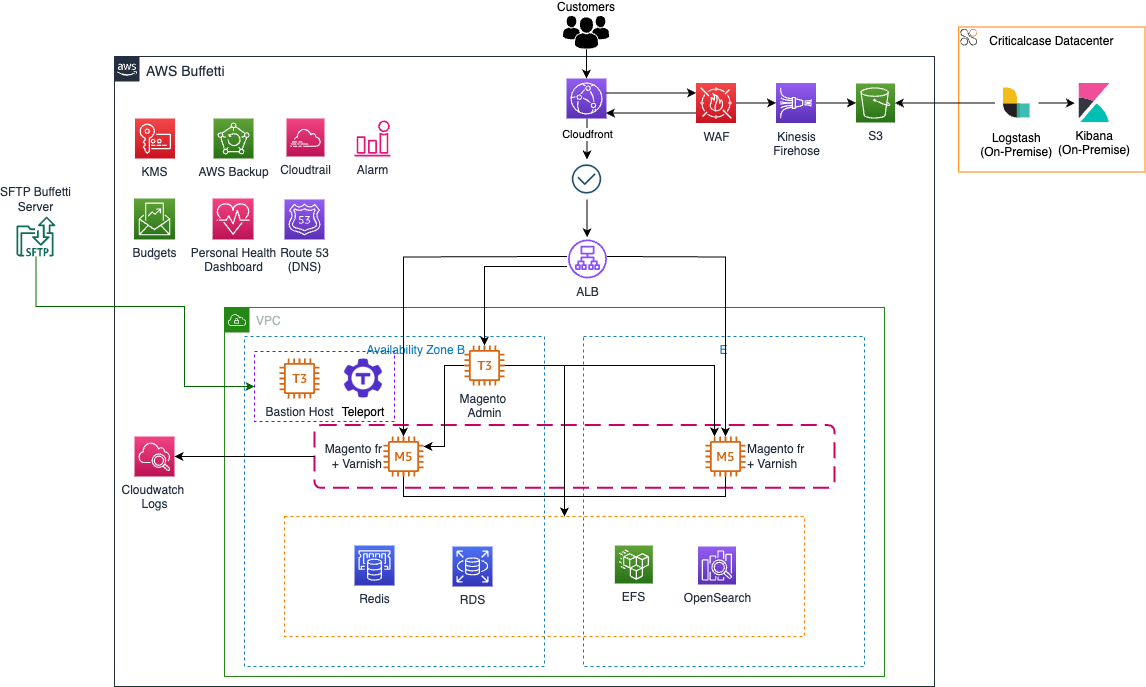 Customers
Criticalcase Datacenter
aws
AWS Buffetti
Cloudfront
WAF
Kinesis
Firehose
S3
Logstash
(On-Premise)
Kibana
(On-Premise)
KMS
AWS Backup
Cloudtrail
Alarm
SFTP Buffetti
Server
SFTP
53
Budgets
Personal Health
Dashboard
Route 53
(DNS)
ALB
VPC
Availability Zone B
E
T3
T
T3
Bastion Host
Teleport
Magento
Admin
Magento fr
+ Varnish
M5
M5
Magento fr
+ Varnish
Cloudwatch
Logs
Redis
RDS
EFS
OpenSearch